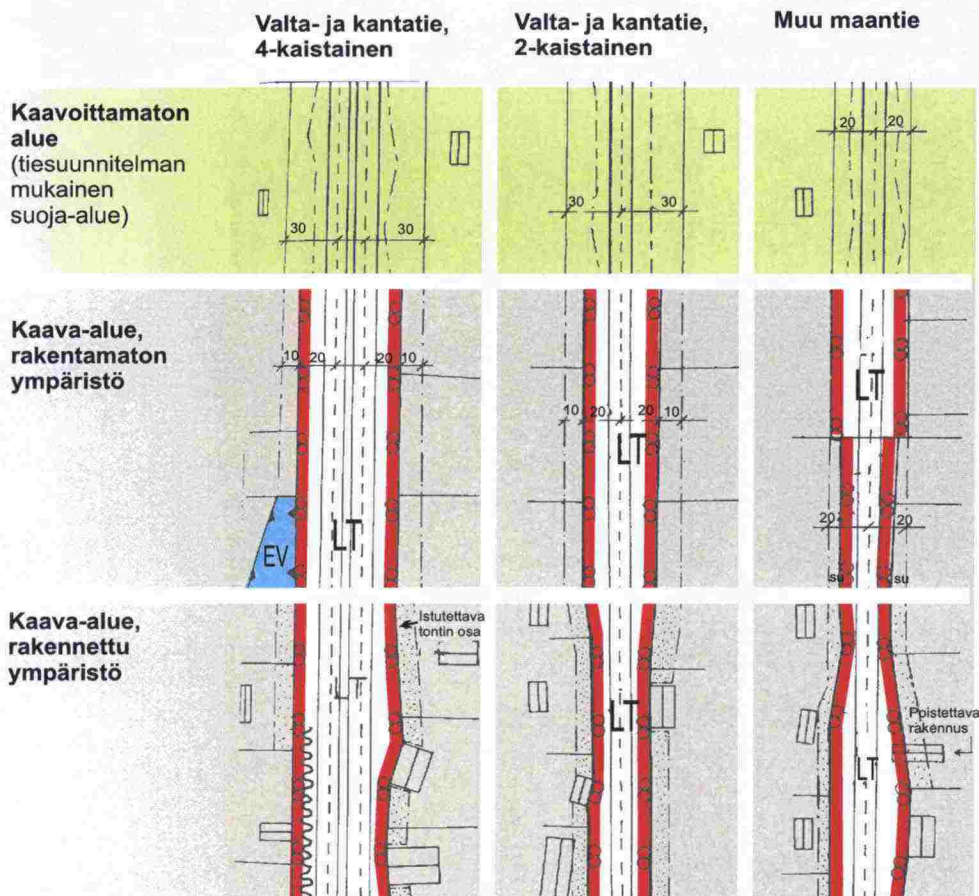 Valta- ja kantatie,
4-kaistainen
Valta- ja kantatie,
2-kaistainen
Muu maantie
Kaavoittamaton
alue
(tiesuunnitelman
mukainen
suoja-alue)
30 30
30 30
20 20
Kaava-alue,
rakentamaton
ympäristö
10 20 20 10
10 20 20 10
LT
LT
LT
EV
20 20
su su
Kaava-alue,
rakennettu
ympäristö
Istutettava
tontin osa
LT
LT
Poistettava
rakennus
LT